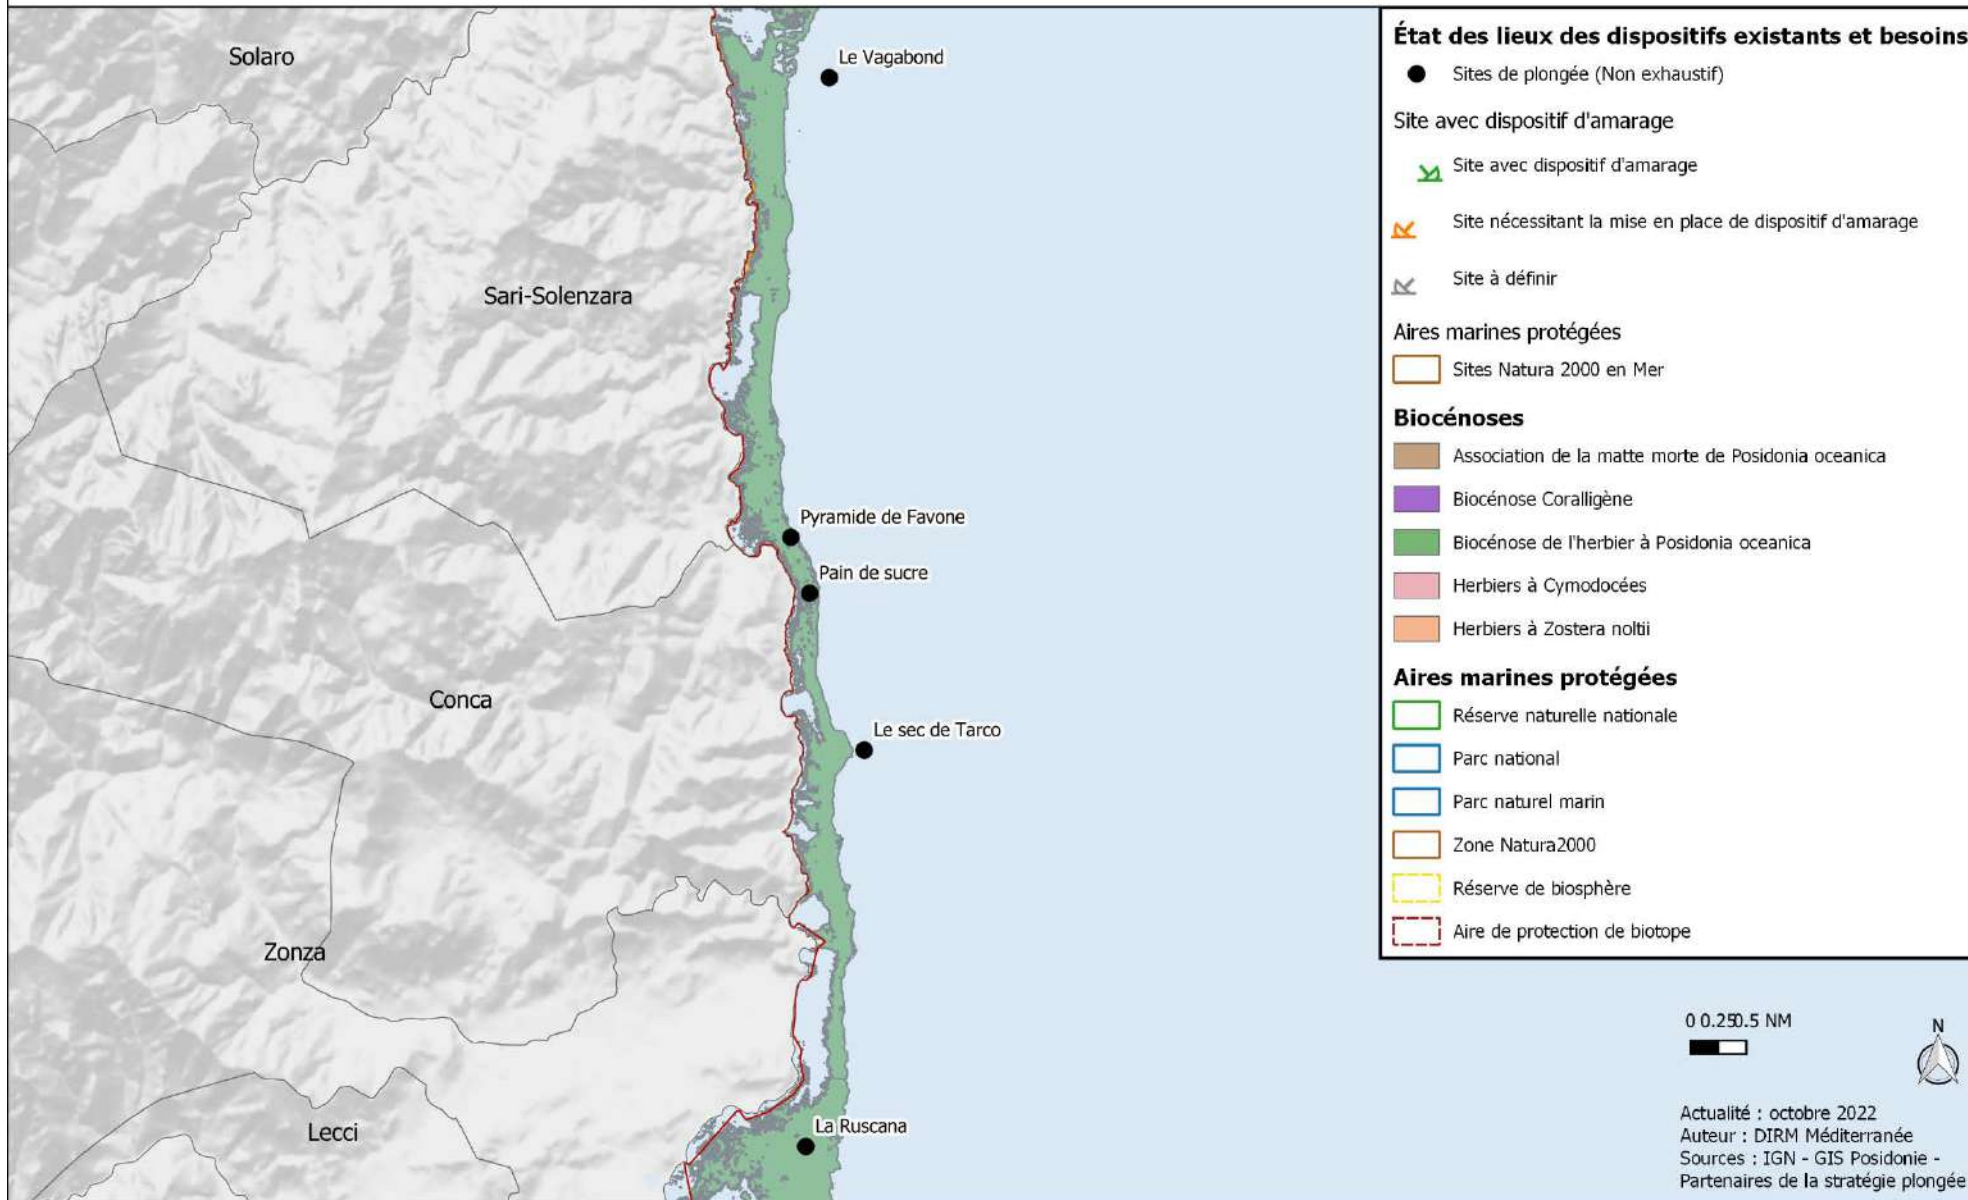 Solaro
Le Vagabond
Sari-Solenzara
Pyramide de Favone
Pain de sucre
Conca
Le sec de Tarco
Zonza
Lecci
La Ruscana
État des lieux des dispositifs existants et besoins
Sites de plongée (Non exhaustif)
Site avec dispositif d'amarage
Site avec dispositif d'amarage
Site nécessitant la mise en place de dispositif d'amarage
Site à définir
Aires marines protégées
Sites Natura 2000 en Mer
Biocénoses
Association de la matte morte de Posidonia oceanica
Biocénose Coralligène
Biocénose de l'herbier à Posidonia oceanica
Herbiers à Cymodocées
Herbiers à Zostera noltii
Aires marines protégées
Réserve naturelle nationale
Parc national
Parc naturel marin
Zone Natura2000
Réserve de biosphère
Aire de protection de biotope
0 0.25 0.5 NM
N
Actualité : octobre 2022
Auteur : DIRM Méditerranée
Sources : IGN - GIS Posidonie -
Partenaires de la stratégie plongée